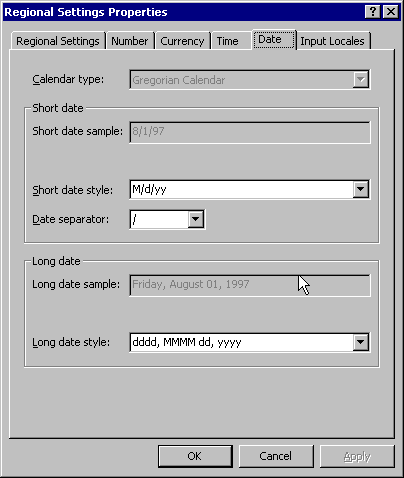 Regional Settings Properties
Regional Settings Number Currency Time Date Input Locales
Calendar type: Gregorian Calendar
Short date
Short date sample: 8/1/97
Short date style: M/d/yy
Date separator: /
Long date
Long date sample: Friday, August 01, 1997
Long date style: dddd, MMMM dd, yyyy
OK Cancel Apply